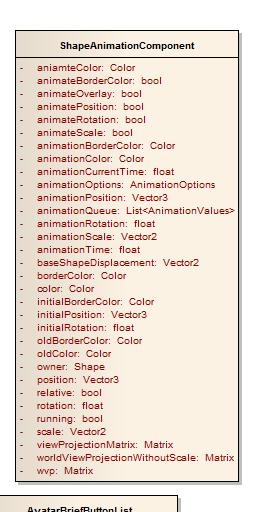 ShapeAnimationComponent
- aniamteColor: Color
- animateBorderColor: bool
- animateOverlay: bool
- animatePosition: bool
- animateRotation: bool
- animateScale: bool
- animationBorderColor: Color
- animationColor: Color
- animationCurrentTime: float
- animationOptions: AnimationOptions
- animationPosition: Vector3
- animationQueue: List<AnimationValues>
- animationRotation: float
- animationScale: Vector2
- animationTime: float
- baseShapeDisplacement: Vector2
- borderColor: Color
- color: Color
- initialBorderColor: Color
- initialPosition: Vector3
- initialRotation: float
- oldBorderColor: Color
- oldColor: Color
- owner: Shape
- position: Vector3
- relative: bool
- rotation: float
- running: bool
- scale: Vector2
- viewProjectionMatrix: Matrix
- worldViewProjectionWithoutScale: Matrix
- wvp: Matrix
AvatarBriefButtonList